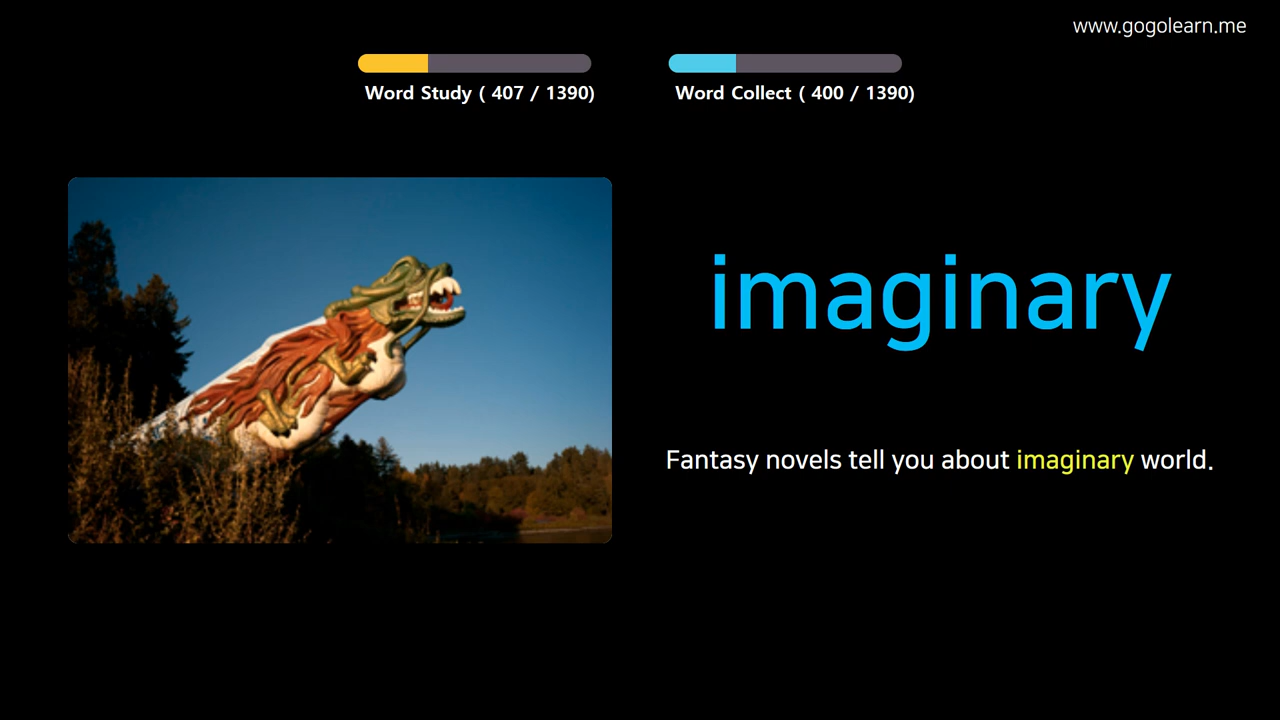 www.gogolearn.me
Word Study ( 407 / 1390)
Word Collect ( 400 / 1390)
imaginary
Fantasy novels tell you about imaginary world.